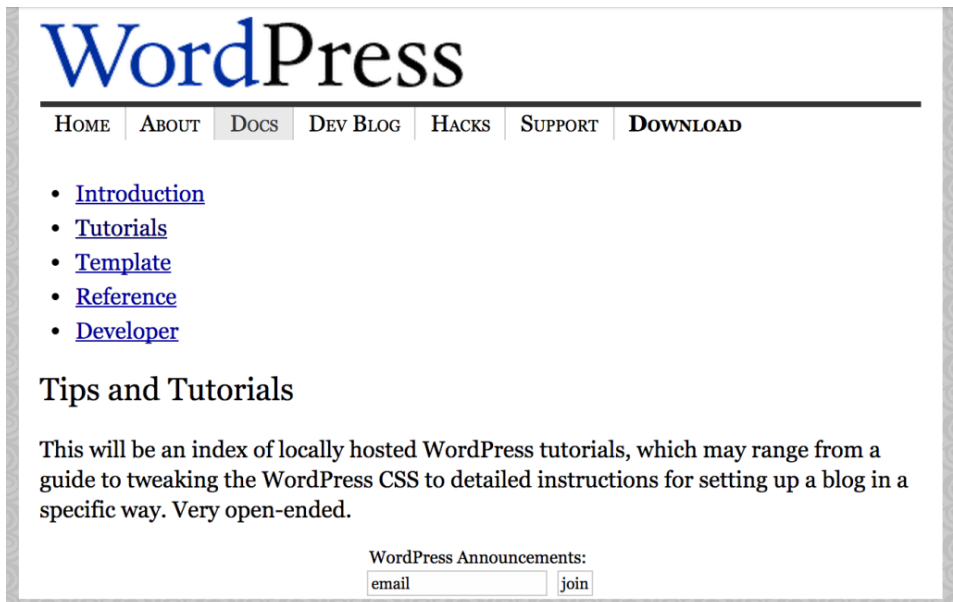 WordPress
Home About Docs Dev Blog Hacks Support Download
Introduction
Tutorials
Template
Reference
Developer
Tips and Tutorials
This will be an index of locally hosted WordPress tutorials, which may range from a
guide to tweaking the WordPress CSS to detailed instructions for setting up a blog in a
specific way. Very open-ended.
WordPress Announcements:
email join